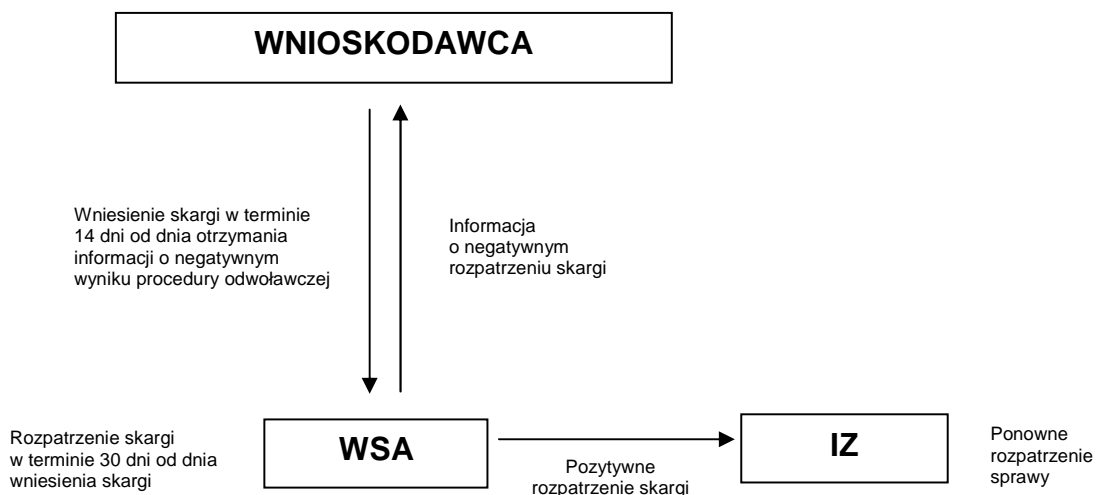 WNIOSKODAWCA
Wniesienie skargi w terminie
14 dni od dnia otrzymania
informacji o negatywnym
wyniku procedury odwoławczej
Informacja
o negatywnym
rozpatrzeniu skargi
Rozpatrzenie skargi
w terminie 30 dni od dnia
wniesienia skargi
WSA
Pozytywne
rozpatrzenie skargi
IZ
Ponowne
rozpatrzenie
sprawy